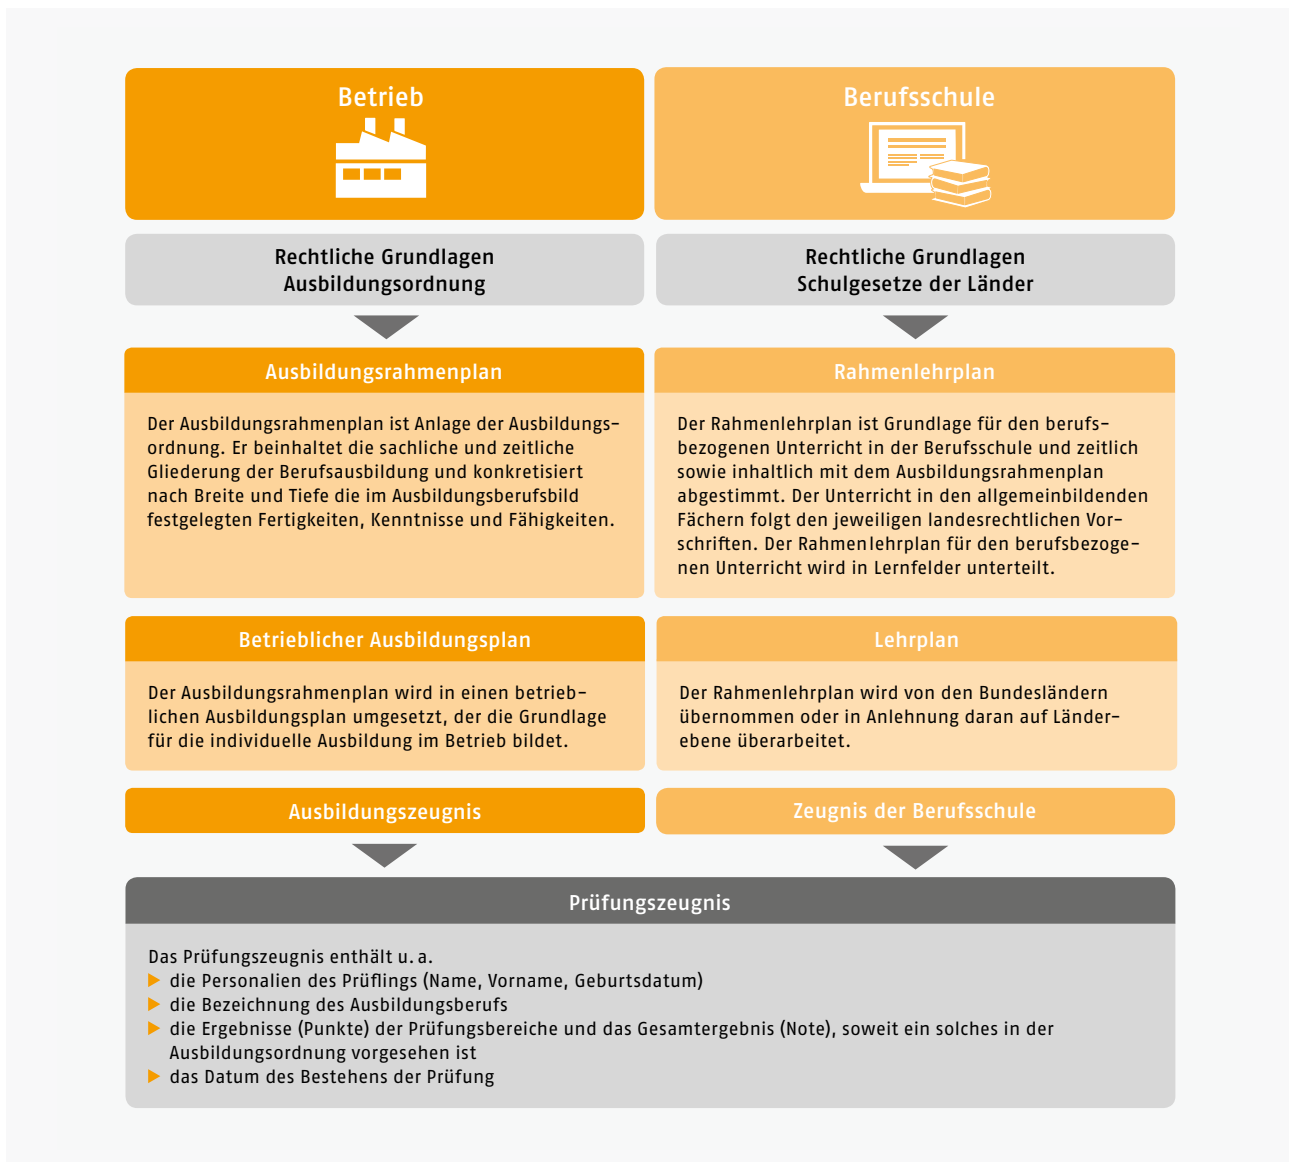 Betrieb
Rechtliche Grundlagen
Ausbildungsordnung
Ausbildungsrahmenplan
Der Ausbildungsrahmenplan ist Anlage der Ausbildungs-
ordnung. Er beinhaltet die sachliche und zeitliche
Gliederung der Berufsausbildung und konkretisiert
nach Breite und Tiefe die im Ausbildungsberufsbild
festgelegten Fertigkeiten, Kenntnisse und Fähigkeiten.
Betrieblicher Ausbildungsplan
Der Ausbildungsrahmenplan wird in einen betrieb-
lichen Ausbildungsplan umgesetzt, der die Grundlage
für die individuelle Ausbildung im Betrieb bildet.
Ausbildungszeugnis
Berufsschule
Rechtliche Grundlagen
Schulgesetze der Länder
Rahmenlehrplan
Der Rahmenlehrplan ist Grundlage für den berufs-
bezogenen Unterricht in der Berufsschule und zeitlich
sowie inhaltlich mit dem Ausbildungsrahmenplan
abgestimmt. Der Unterricht in den allgemeinbildenden
Fächern folgt den jeweiligen landesrechtlichen Vor-
schriften. Der Rahmenlehrplan für den berufsbezoge-
nen Unterricht wird in Lernfelder unterteilt.
Lehrplan
Der Rahmenlehrplan wird von den Bundesländern
übernommen oder in Anlehnung daran auf Länder-
ebene überarbeitet.
Zeugnis der Berufsschule
Prüfungszeugnis
Das Prüfungszeugnis enthält u. a.
▶ die Personalien des Prüflings (Name, Vorname, Geburtsdatum)
▶ die Bezeichnung des Ausbildungsberufs
▶ die Ergebnisse (Punkte) der Prüfungsbereiche und das Gesamtergebnis (Note), soweit ein solches in der
Ausbildungsordnung vorgesehen ist
▶ das Datum des Bestehens der Prüfung